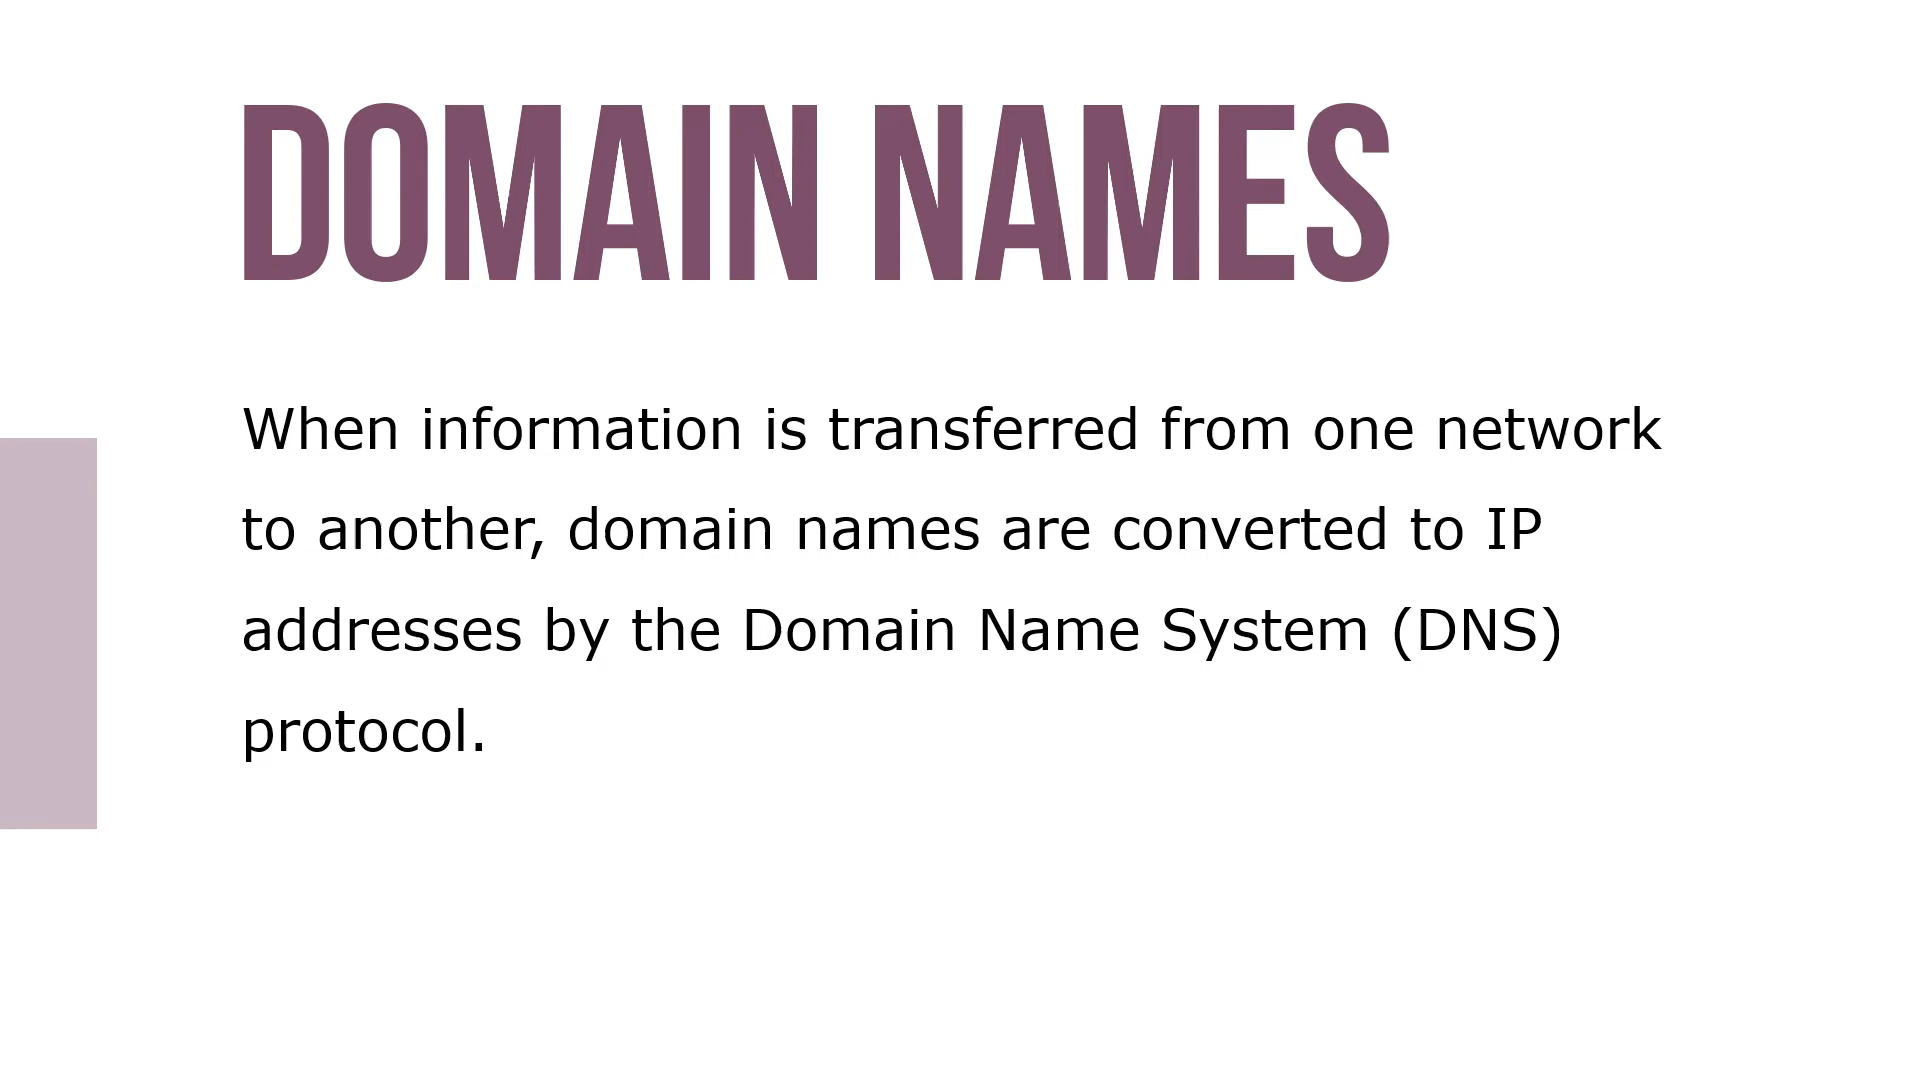 DOMAIN NAMES
When information is transferred from one network
to another, domain names are converted to IP
addresses by the Domain Name System (DNS)
protocol.